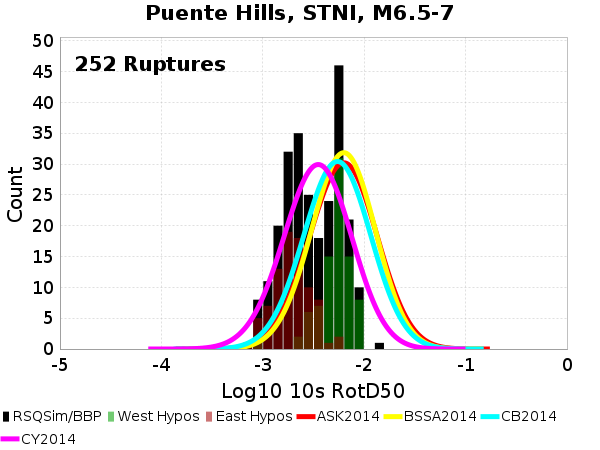 Puente Hills, STNI, M6.5-7
252 Ruptures
50
45
40
35
30
25
20
15
10
5
0
Count
-5 -4 -3 -2 -1 0
Log10 10s RotD50
RSQSim/BBP West Hypos East Hypos ASK2014 BSSA2014 CB2014
CY2014